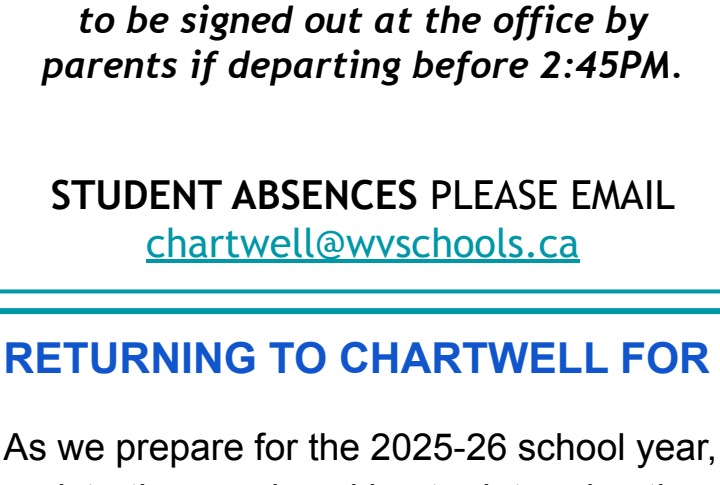 to be signed out at the office by
parents if departing before 2:45PM.
STUDENT ABSENCES PLEASE EMAIL
chartwell@wvschools.ca
RETURNING TO CHARTWELL FOR
As we prepare for the 2025-26 school year,